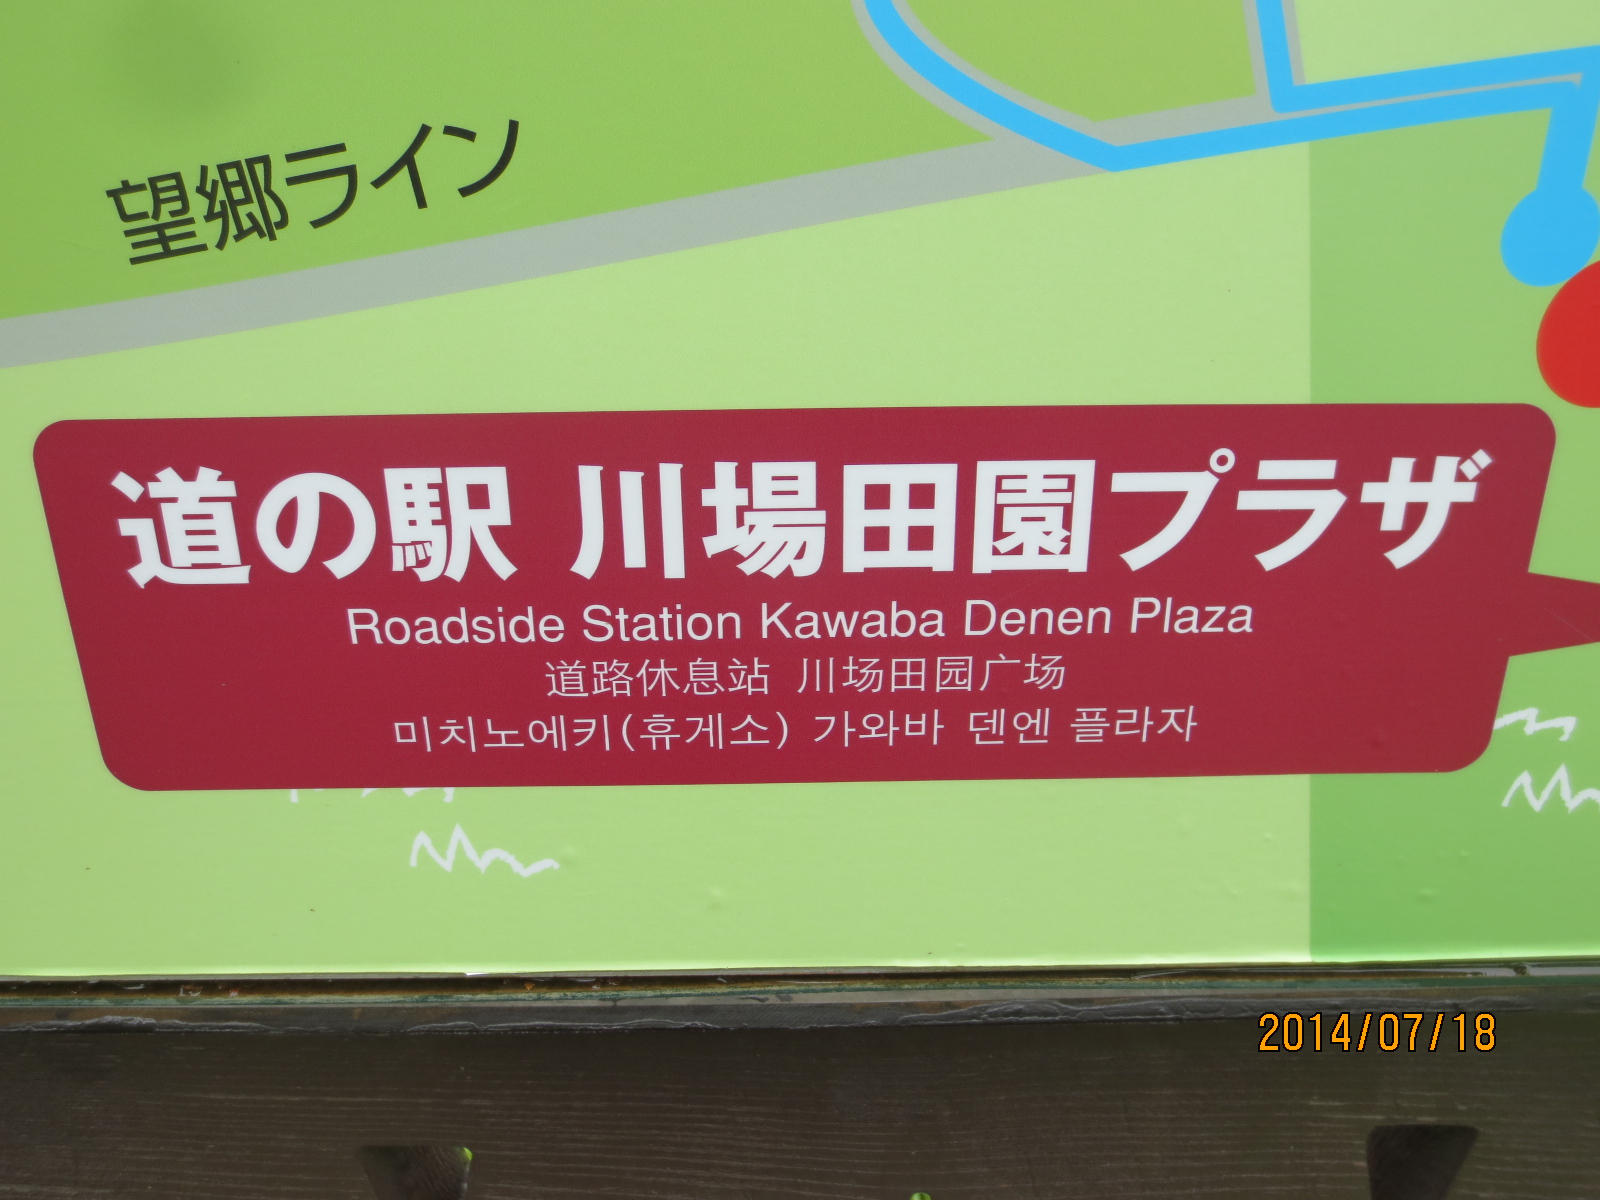 望郷ライン
道の駅 川場田園プラザ
Roadside Station Kawaba Denen Plaza
道路休息站 川场田园广场
미치노에키(휴게소) 가와바 덴엔 플라자
2014/07/18